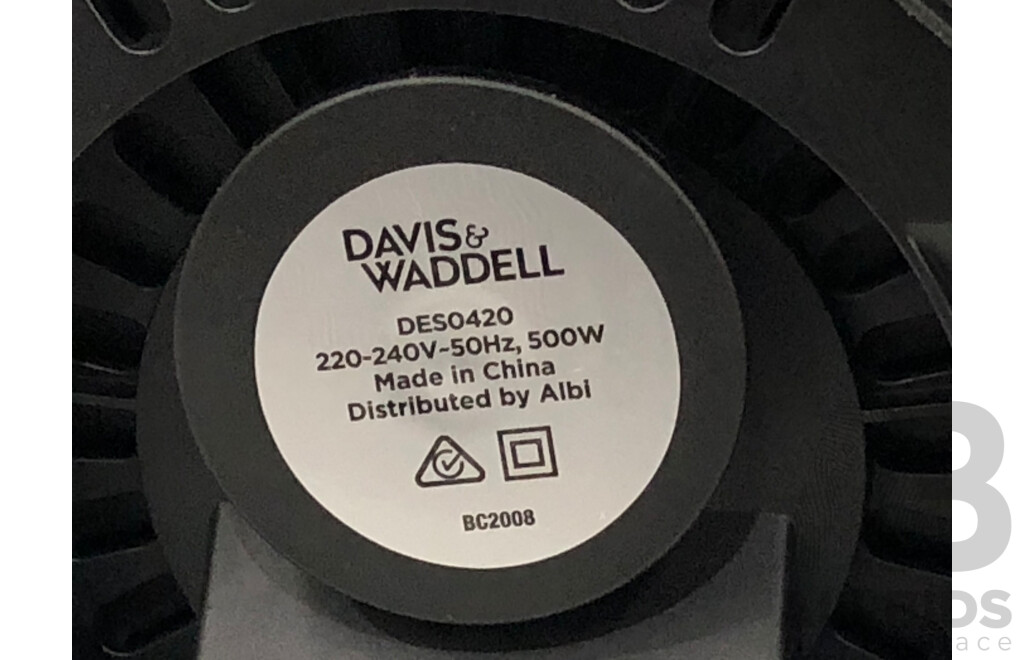 DAVIS &
WADDELL
DES0420
220-240V~50Hz, 500W
Made in China
Distributed by Albi
BC2008